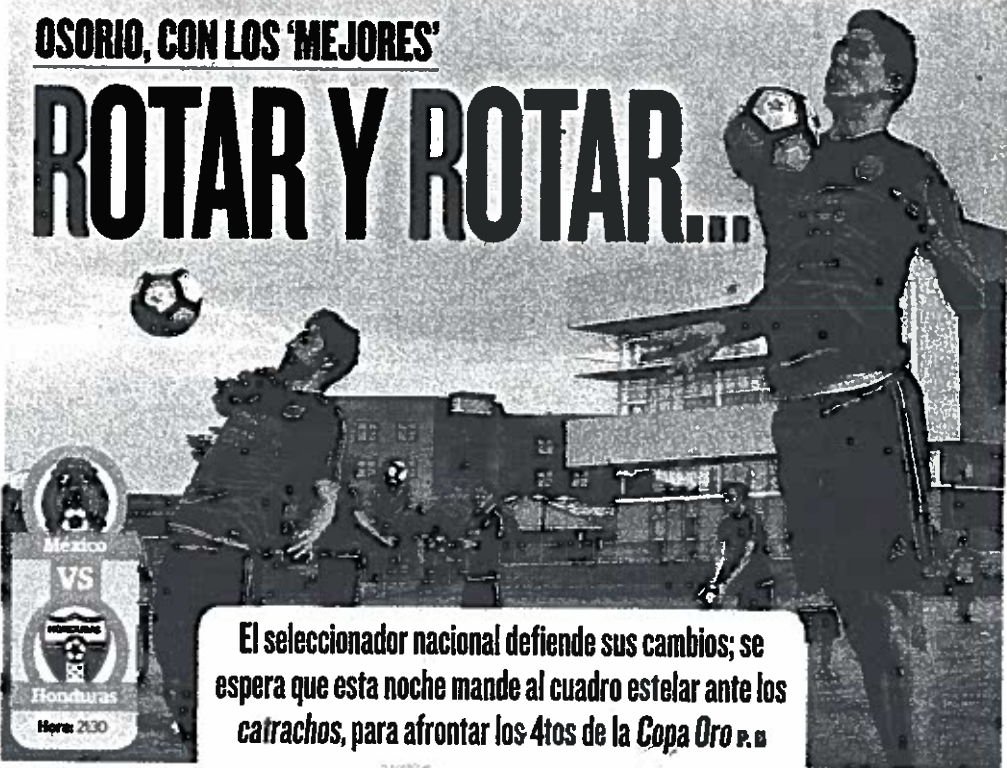 OSORIO, CON LOS 'MEJORES'
ROTAR Y ROTAR...
México
VS
HONDURAS
Honduras
Hora: 21:30
El seleccionador nacional defiende sus cambios; se
espera que esta noche mande al cuadro estelar ante los
catrachos, para afrontar los 4tos de la Copa Oro P. 8